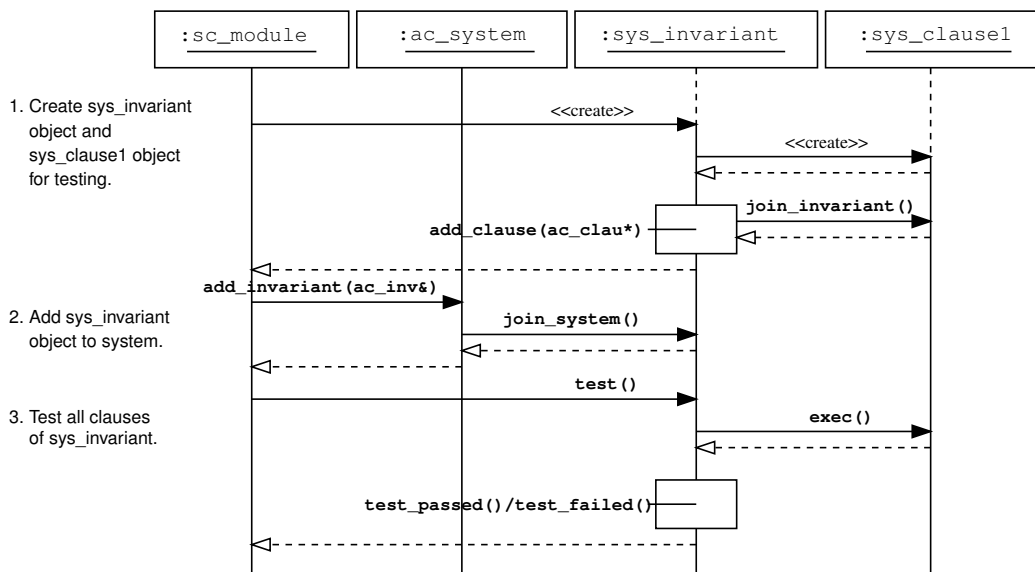 :sc_module
:ac_system
:sys_invariant
:sys_clause1
1. Create sys_invariant
object and
sys_clause1 object
for testing.
<<create>>
<<create>>
join_invariant()
add_clause(ac_clau*)
add_invariant(ac_inv&)
2. Add sys_invariant
object to system.
join_system()
test()
3. Test all clauses
of sys_invariant.
exec()
test_passed()/test_failed()